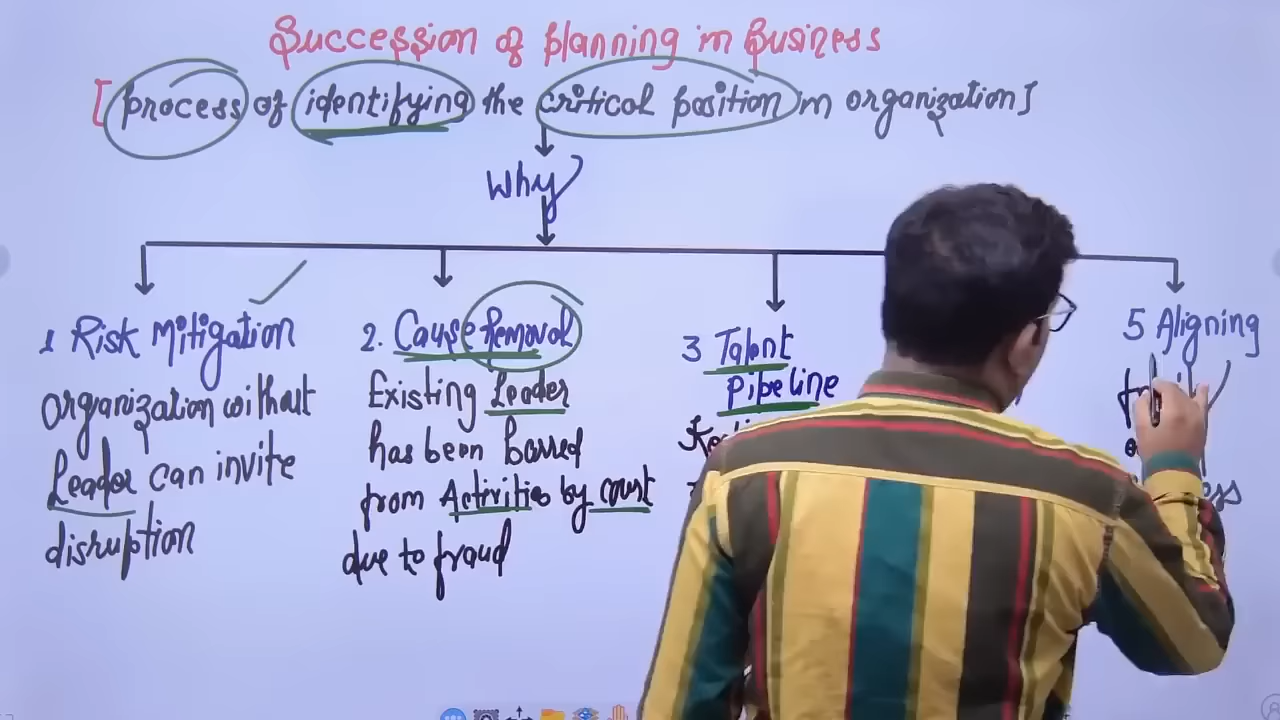 Succession of planning in Business
[process of identifying the critical position in organization]
Why
1 Risk Mitigation
organization without
Leader can invite
disruption
2. Cause Removal
Existing Leader
has been barred
from Activities by court
due to fraud
3 Talent
pipeline
5 Aligning